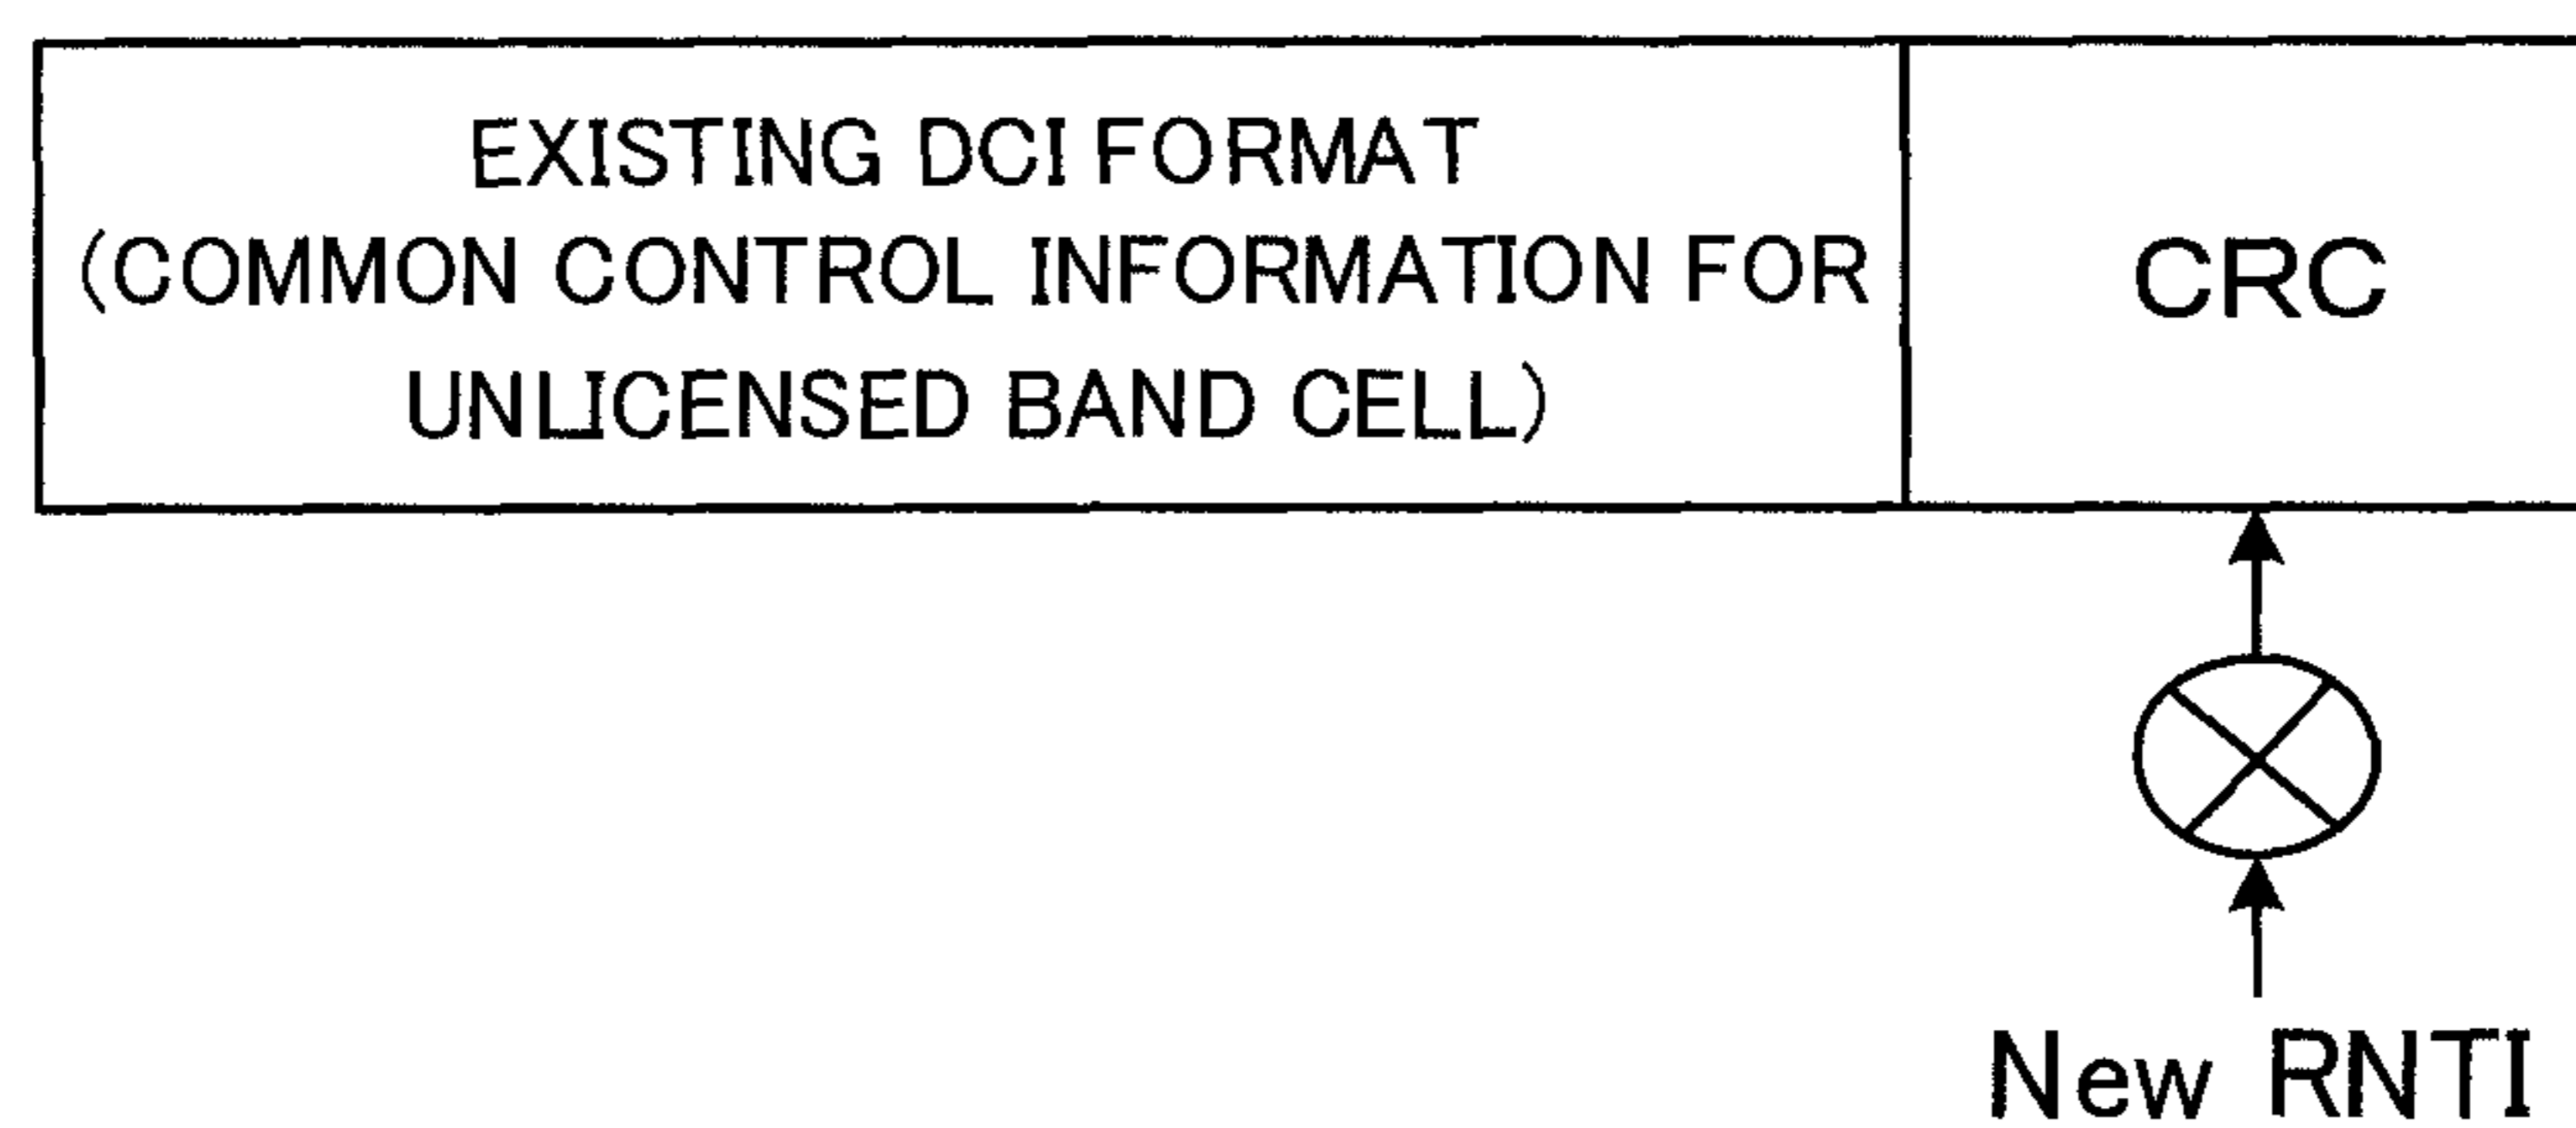 EXISTING DCI FORMAT
(COMMON CONTROL INFORMATION FOR
UNLICENSED BAND CELL)
CRC
New RNTI